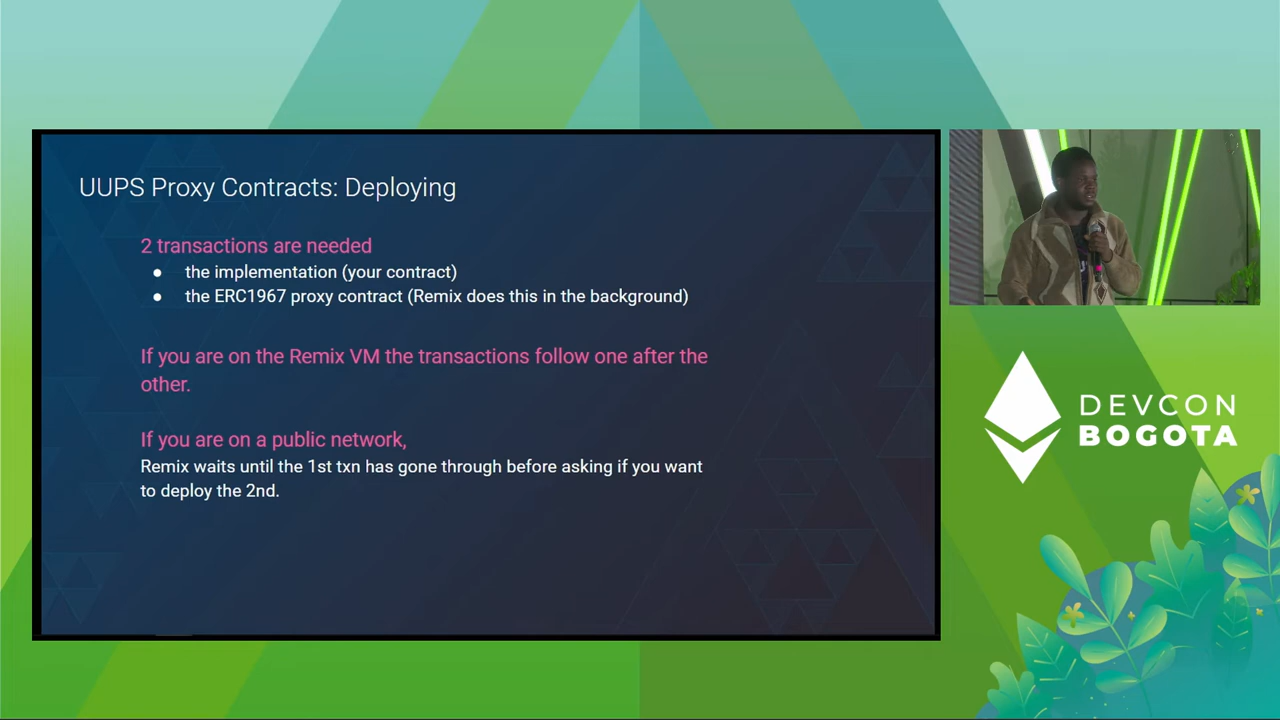 UUPS Proxy Contracts: Deploying
2 transactions are needed
● the implementation (your contract)
● the ERC1967 proxy contract (Remix does this in the background)
If you are on the Remix VM the transactions follow one after the
other.
If you are on a public network,
Remix waits until the 1st txn has gone through before asking if you want
to deploy the 2nd.
DEVCON
BOGOTA